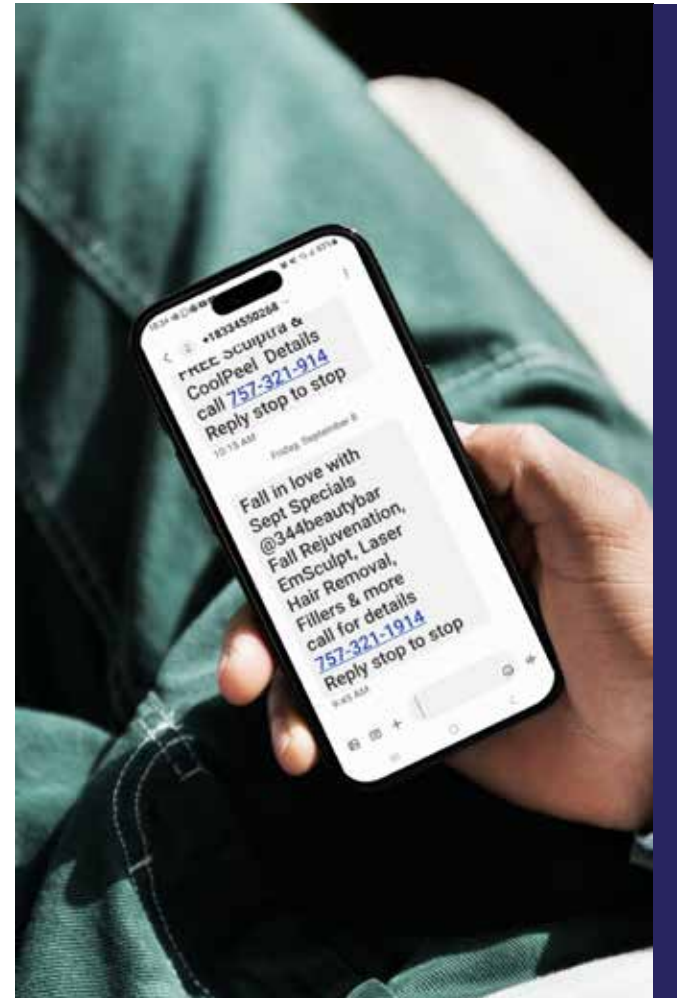 +18334550268
FREE Sculptra &
CoolPeel Details
call 757-321-914
Reply stop to stop
10:15 AM
Friday, September 8
Fall in love with
Sept Specials
@344beautybar
Fall Rejuvenation,
EmSculpt, Laser
Hair Removal,
Fillers & more
call for details
757-321-1914
Reply stop to stop
9:45 AM